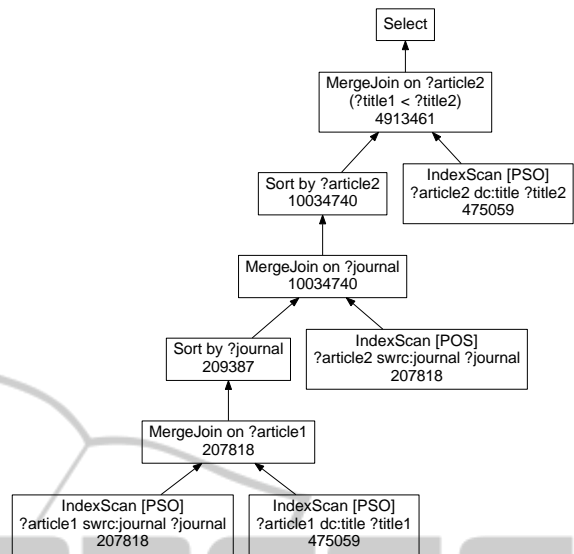 Select
MergeJoin on ?article2
(?title1 < ?title2)
4913461
Sort by ?article2
10034740
IndexScan [PSO]
?article2 dc:title ?title2
475059
MergeJoin on ?journal
10034740
Sort by ?journal
209387
IndexScan [POS]
?article2 swrc:journal ?journal
207818
MergeJoin on ?article1
207818
IndexScan [PSO]
?article1 swrc:journal ?journal
207818
IndexScan [PSO]
?article1 dc:title ?title1
475059